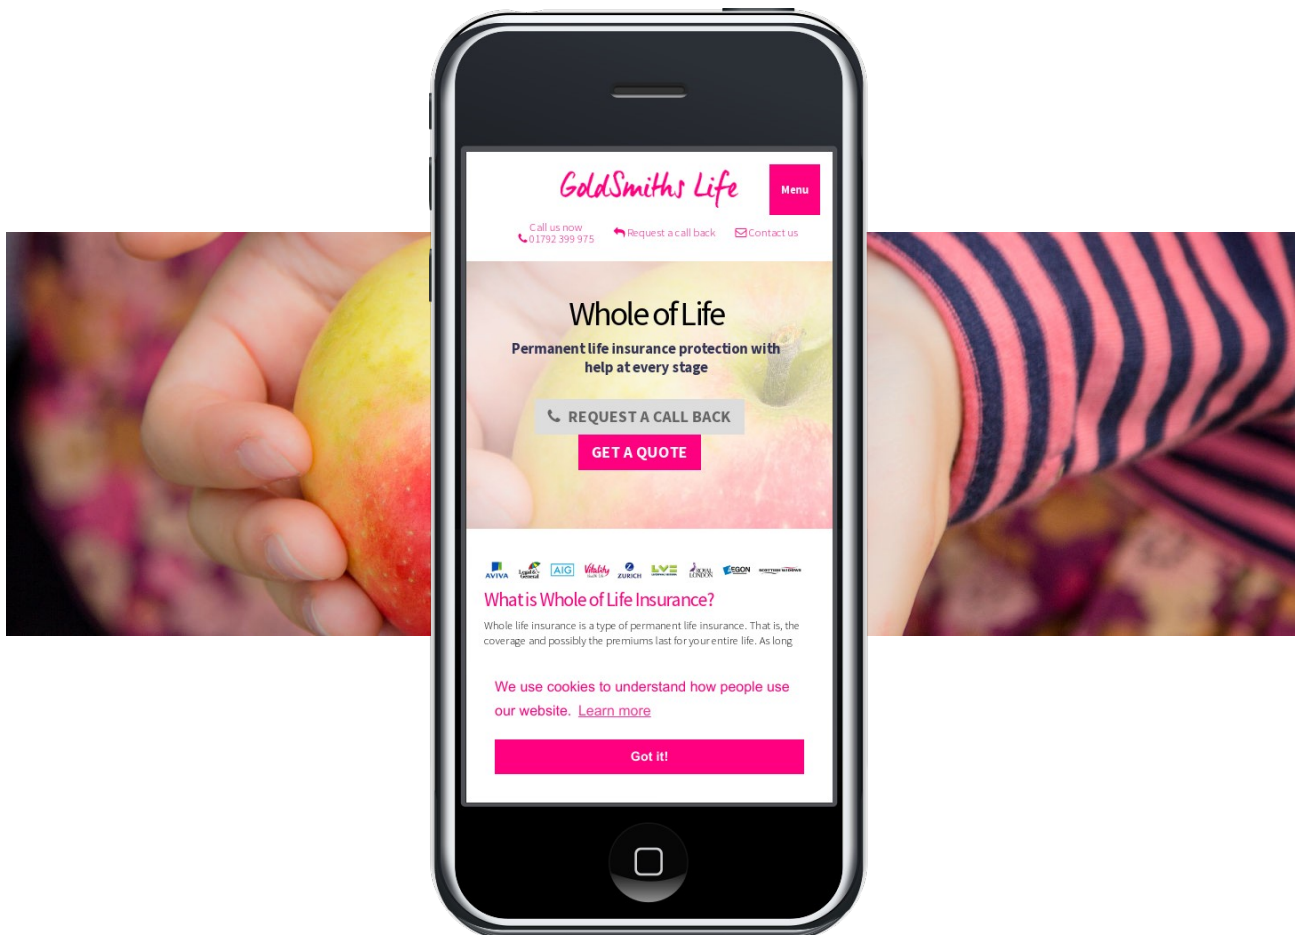 GoldSmiths Life
Menu
Call us now
01792 399 975
Request a call back
Contact us
Whole of Life
Permanent life insurance protection with
help at every stage
REQUEST A CALL BACK
GET A QUOTE
AVIVA
Legal &
General
AIG
Vitality
ZURICH
LV=
ROYAL
LONDON
AEGON
SCOTTISH WIDOWS
What is Whole of Life Insurance?
Whole life insurance is a type of permanent life insurance. That is, the
coverage and possibly the premiums last for your entire life. As long
We use cookies to understand how people use
our website. Learn more
Got it!